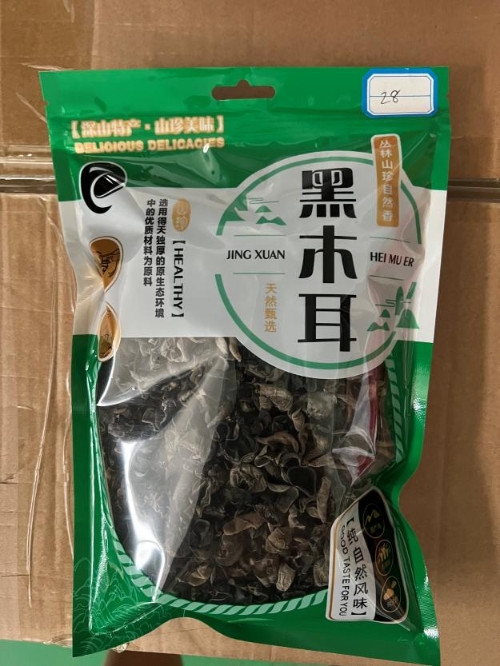 28
【深山特产·山珍美味】
DELICIOUS DELICACIES
丛林山珍自然香
黑木耳
JING XUAN
HEI MU ER
天然甄选
【HEALTHY】
选用得天独厚的原生态环境
中的优质材料为原料
【纯自然风味】
GOOD TASTE FOR YOU